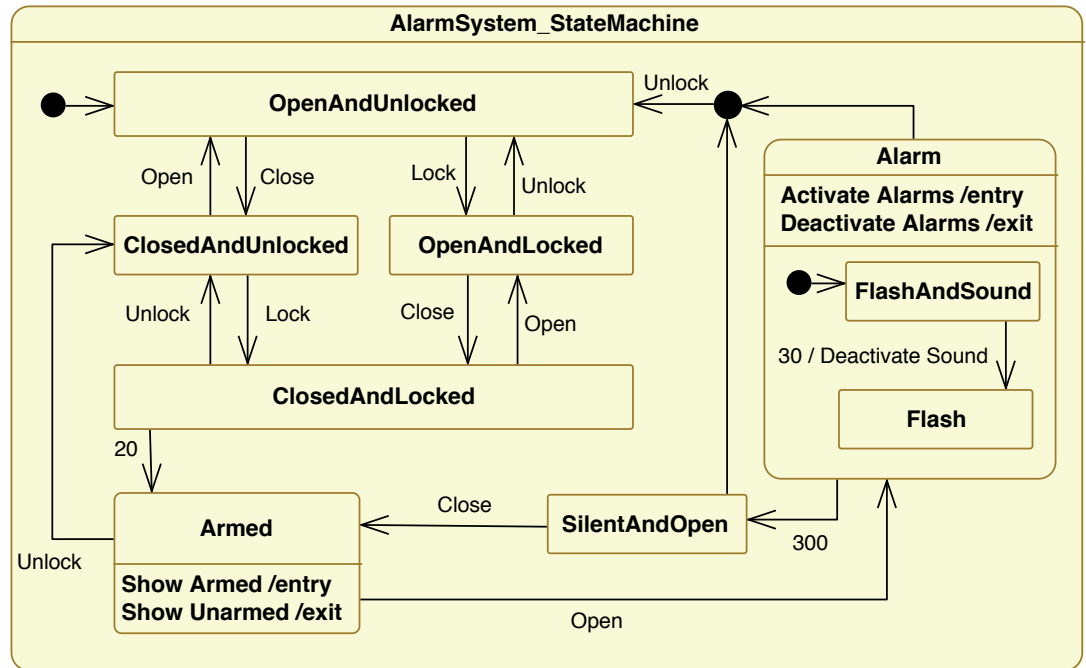 AlarmSystem_StateMachine
OpenAndUnlocked
Unlock
Open
Close
Lock
Unlock
Alarm
Activate Alarms /entry
Deactivate Alarms /exit
ClosedAndUnlocked
OpenAndLocked
FlashAndSound
Unlock
Lock
Close
Open
30 / Deactivate Sound
ClosedAndLocked
Flash
20
Close
Armed
SilentAndOpen
300
Unlock
Show Armed /entry
Show Unarmed /exit
Open